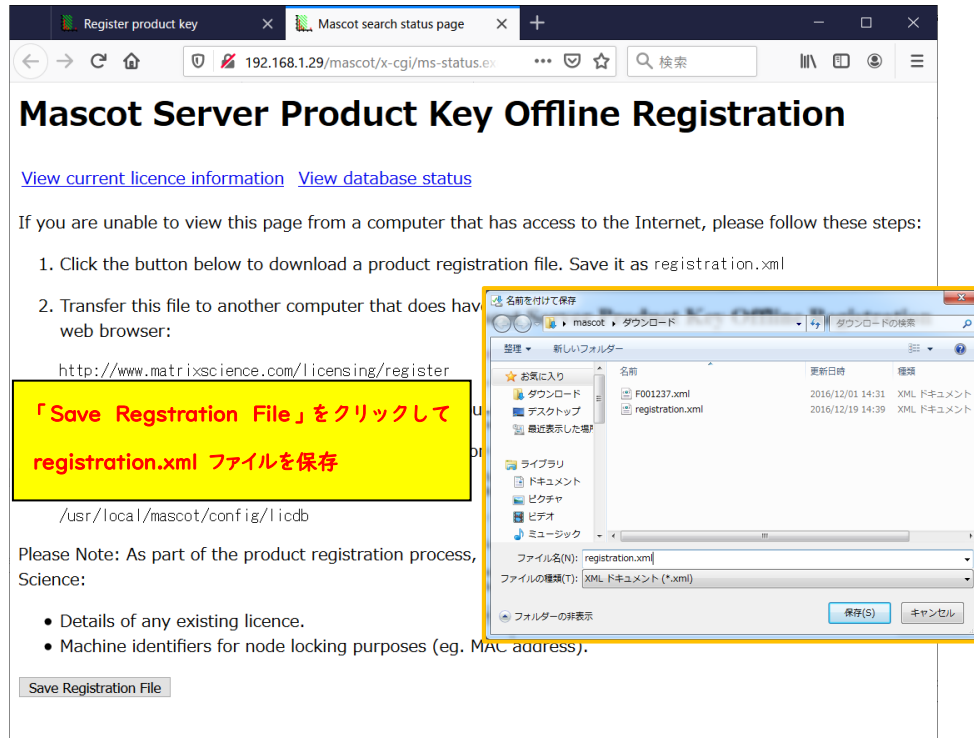 Register product key
Mascot search status page
192.168.1.29/mascot/x-cgi/ms-status.ex
検索
Mascot Server Product Key Offline Registration
View current licence information View database status
If you are unable to view this page from a computer that has access to the Internet, please follow these steps:
1. Click the button below to download a product registration file. Save it as registration.xml
2. Transfer this file to another computer that does hav
web browser:
http://www.matrixscience.com/licensing/register
「Save Regstration File」をクリックして
registration.xml ファイルを保存
/usr/local/mascot/config/licdb
Please Note: As part of the product registration process,
Science:
• Details of any existing licence.
• Machine identifiers for node locking purposes (eg. MAC address).
Save Registration File
名前を付けて保存
mascot ダウンロード
ダウンロードの検索
整理 新しいフォルダー
お気に入り
ダウンロード
デスクトップ
最近表示した場所
ライブラリ
ドキュメント
ピクチャ
ビデオ
ミュージック
名前 更新日時 種類
F001237.xml 2016/12/01 14:31 XML ドキュメント
registration.xml 2016/12/19 14:39 XML ドキュメント
ファイル名(N): registration.xml
ファイルの種類(T): XML ドキュメント (*.xml)
フォルダーの非表示
保存(S) キャンセル